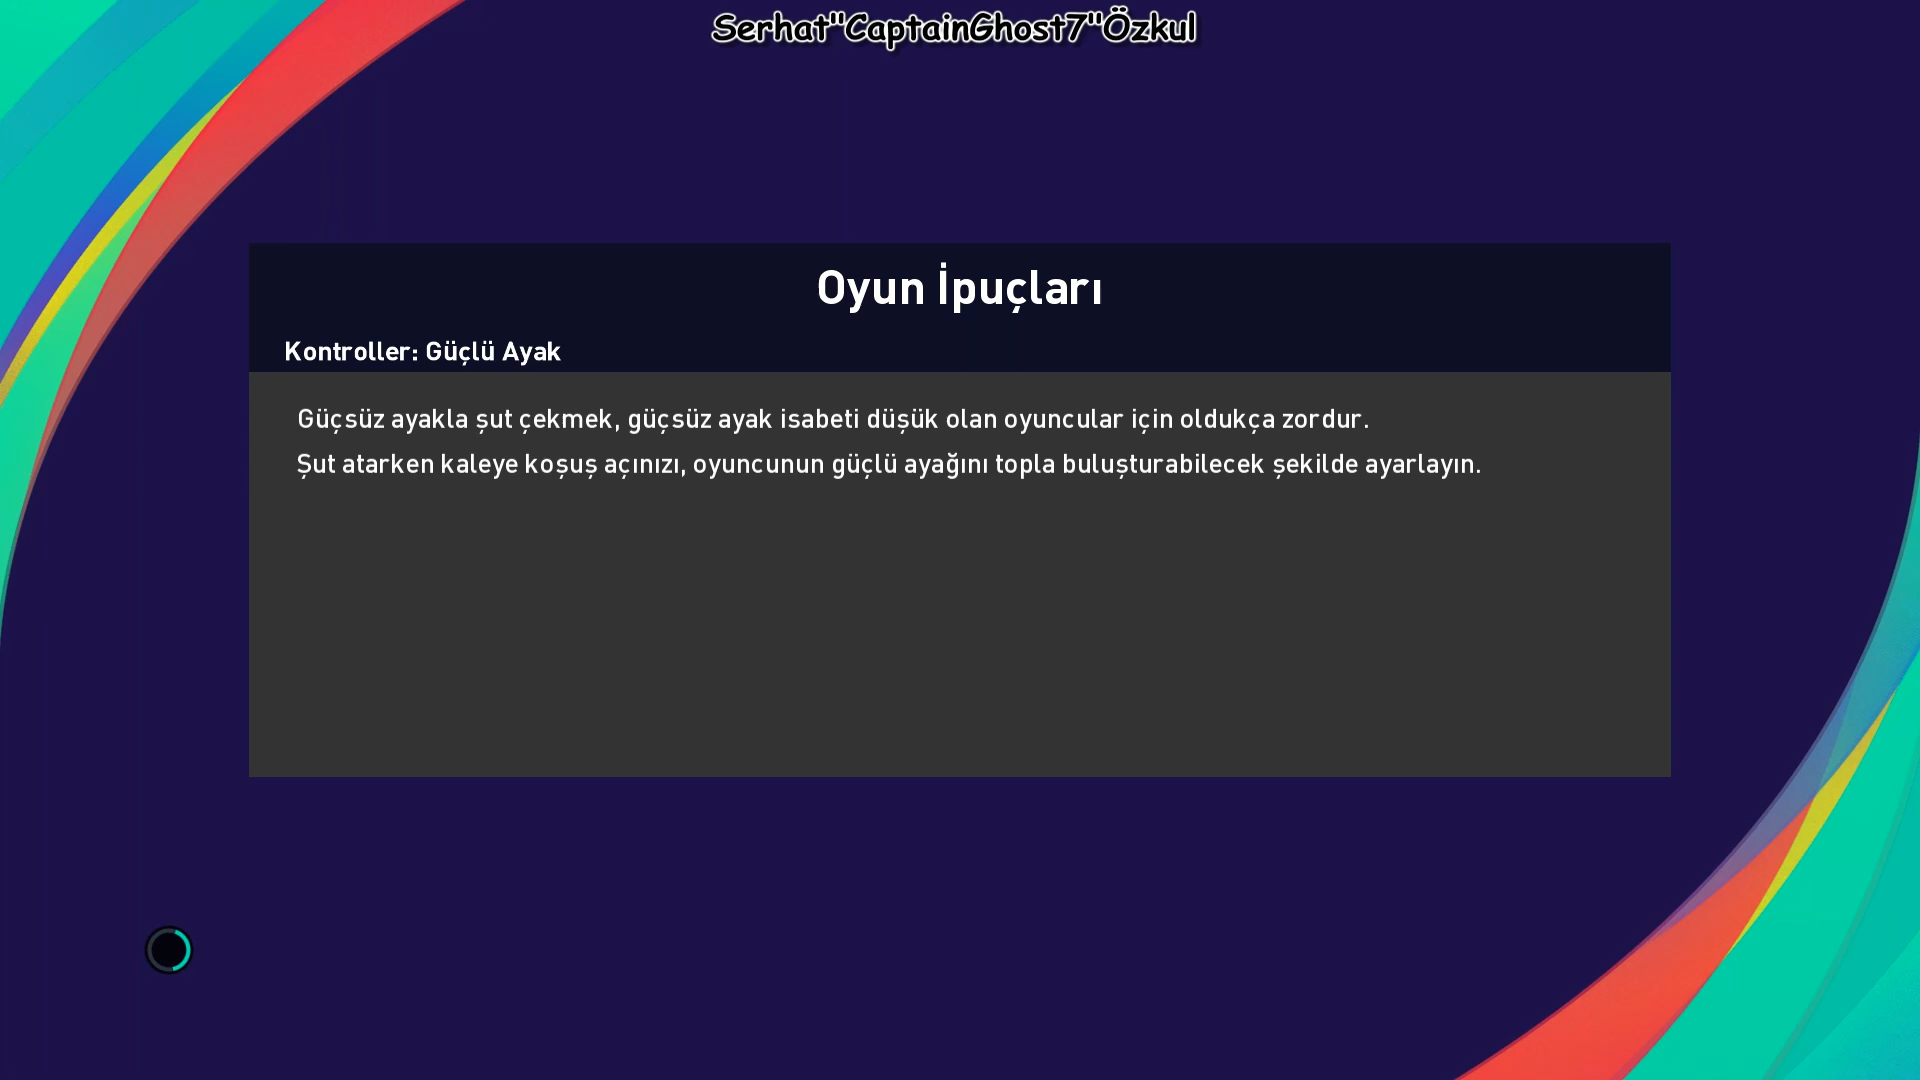 Serhat"CaptainGhost7"Özkul
Oyun İpuçları
Kontroller: Güçlü Ayak
Güçsüz ayakla şut çekmek, güçsüz ayak isabeti düşük olan oyuncular için oldukça zordur.
Şut atarken kaleye koşuş açınızı, oyuncunun güçlü ayağını topla buluşturabilecek şekilde ayarlayın.